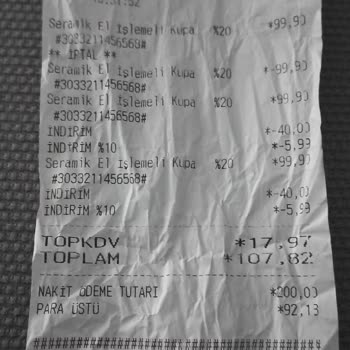 Seramik El İşlemeli Kupa %20 *99,90
#3033211456568#
** İPTAL **
Seramik El İşlemeli Kupa %20 *-99,90
#3033211456568#
Seramik El İşlemeli Kupa %20 *99,90
#3033211456568#
İNDİRİM *-40,00
İNDİRİM %10 *-5,99
Seramik El İşlemeli Kupa %20 *99,90
#3033211456568#
İNDİRİM *-40,00
İNDİRİM %10 *-5,99
TOPKDV *17,97
TOPLAM *107,82
NAKİT ÖDEME TUTARI *200,00
PARA ÜSTÜ *92,18